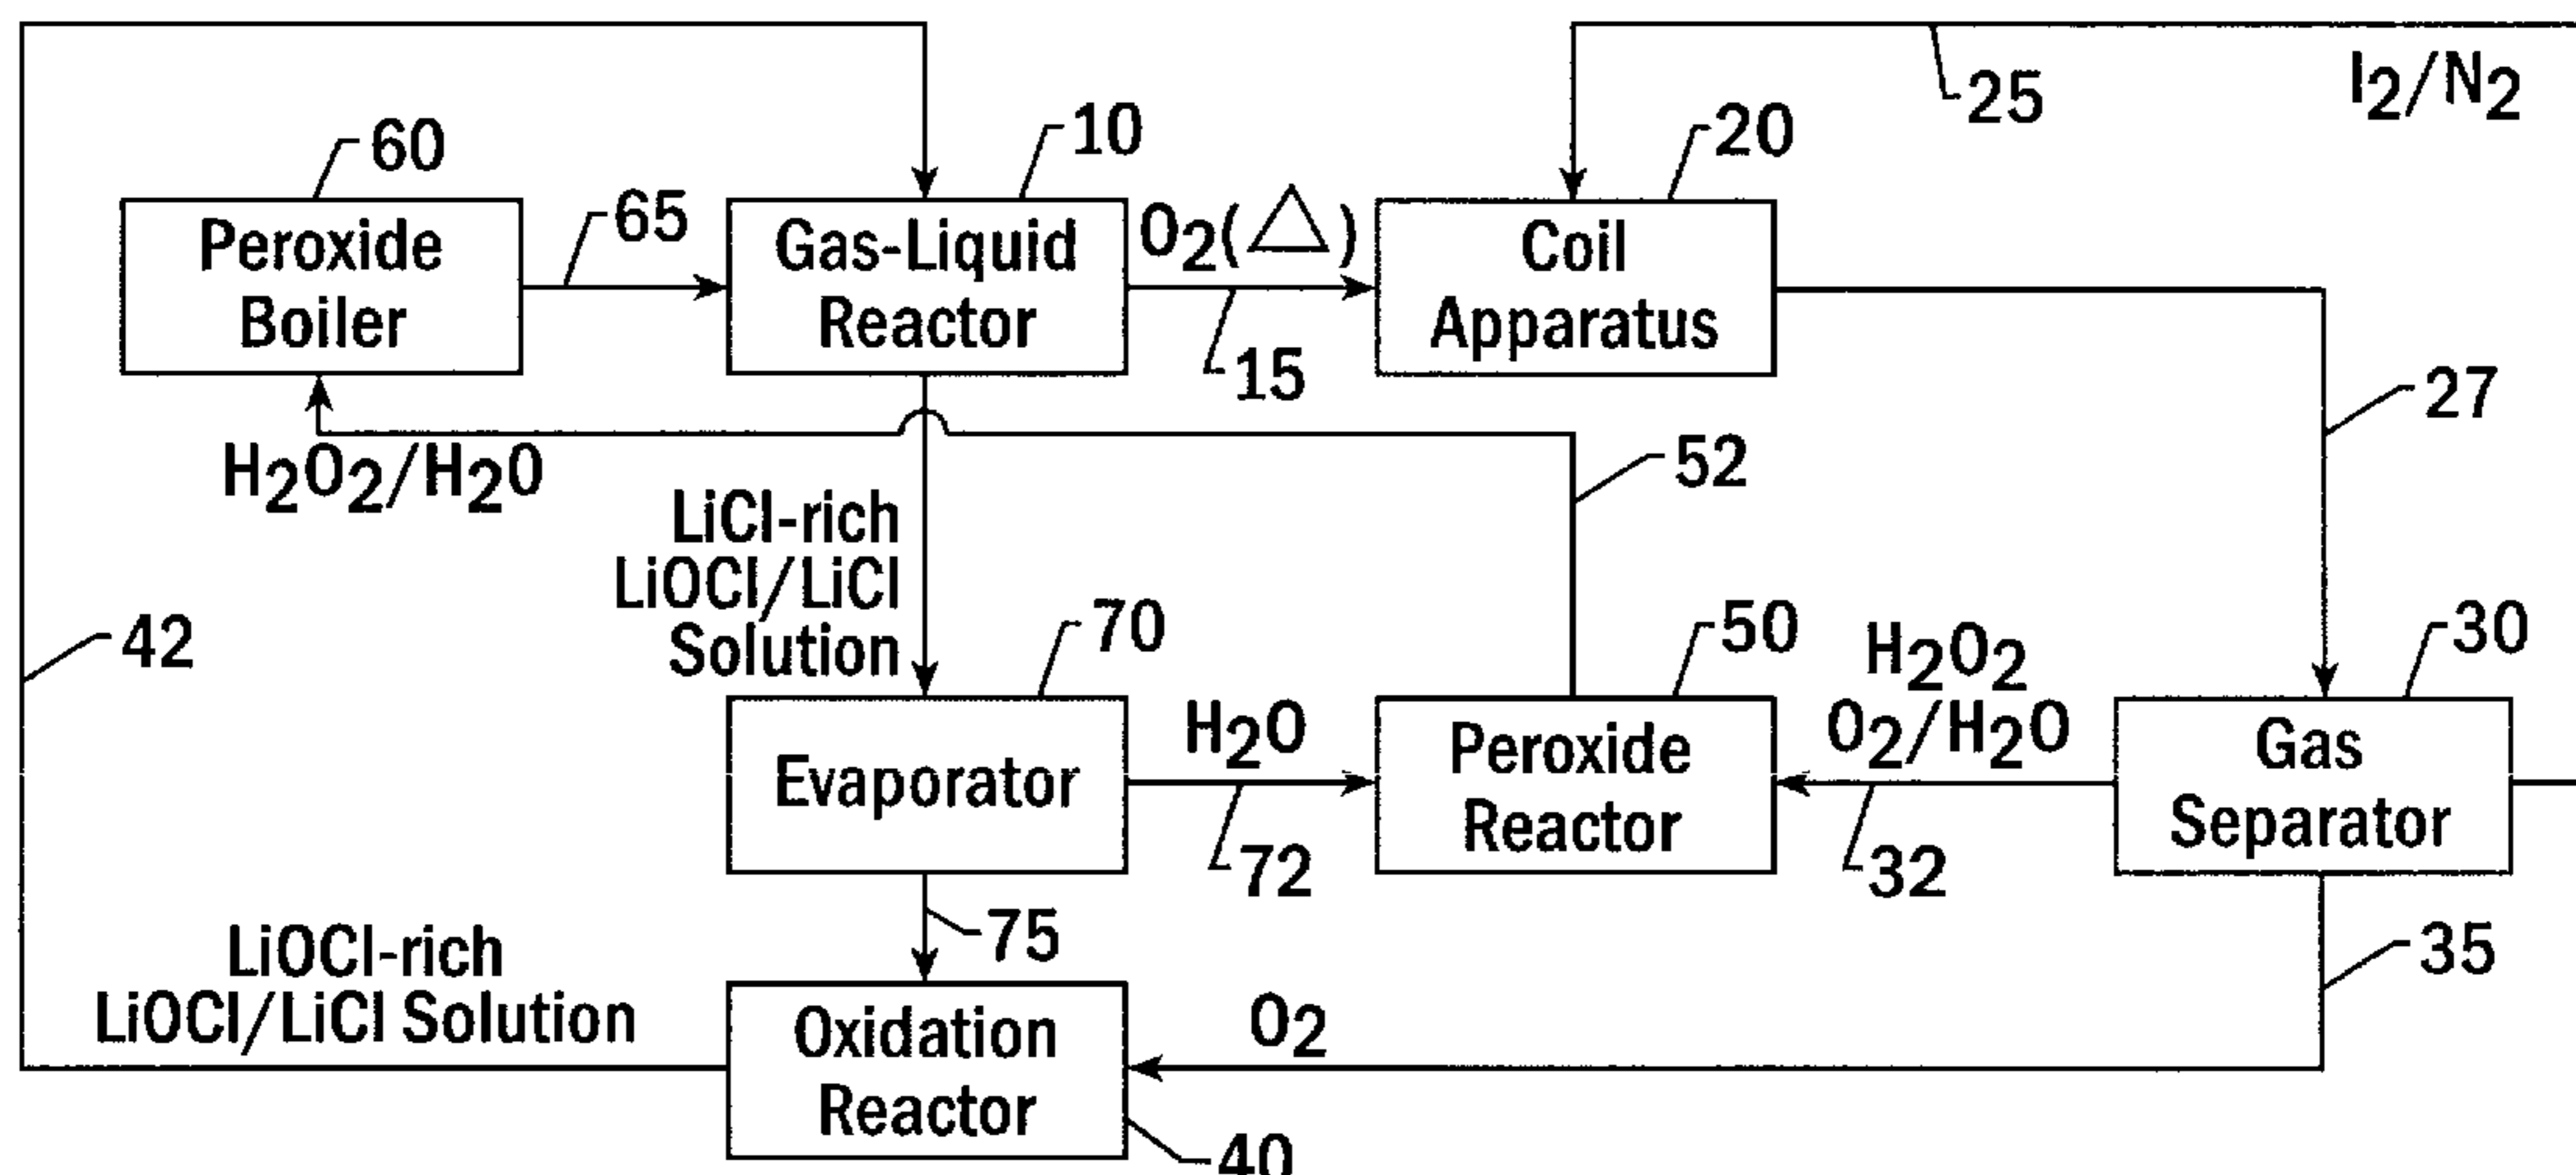 25
I2/N2
60
Peroxide
Boiler
65
10
Gas-Liquid
Reactor
O2(△)
15
20
Coil
Apparatus
27
H2O2/H2O
52
LiCl-rich
LiOCl/LiCl
Solution
42
70
Evaporator
H2O
72
50
Peroxide
Reactor
H2O2
O2/H2O
32
30
Gas
Separator
75
35
LiOCl-rich
LiOCl/LiCl Solution
Oxidation
Reactor
O2
40